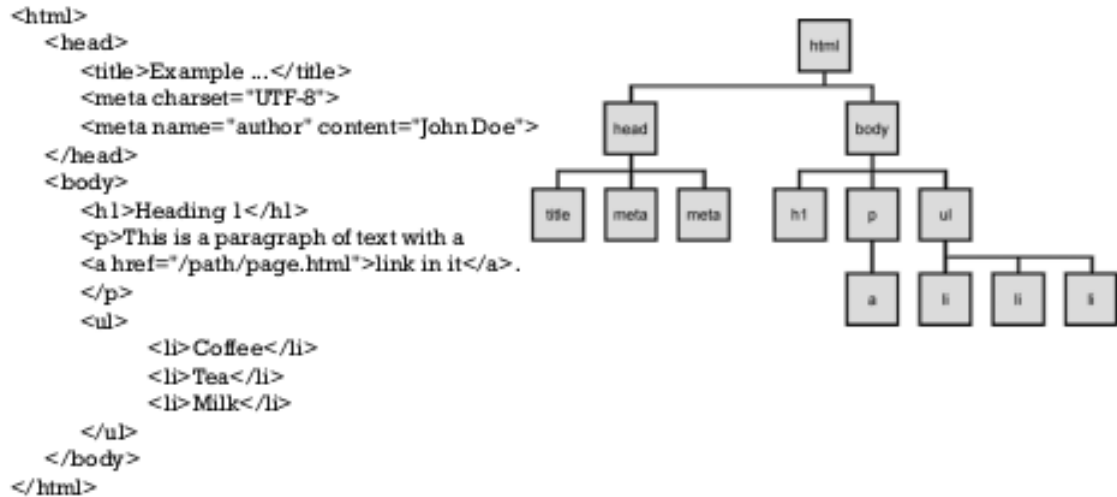 <html>
<head>
<title>Example ...</title>
<meta charset="UTF-8">
<meta name="author" content="John Doe">
</head>
<body>
<h1>Heading 1</h1>
<p>This is a paragraph of text with a
<a href="/path/page.html">link in it</a>.
</p>
<ul>
<li>Coffee</li>
<li>Tea</li>
<li>Milk</li>
</ul>
</body>
</html>
html
head body
title meta meta h1 p ul
a li li li